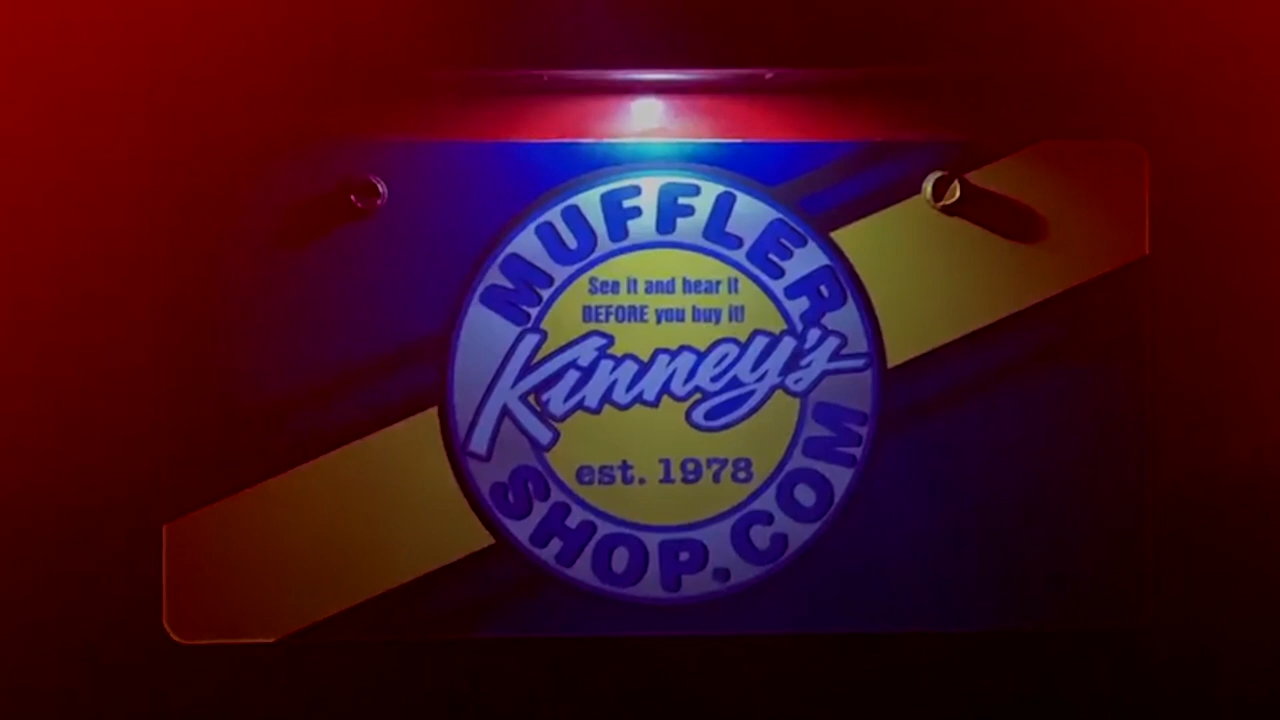 MUFFLER
See it and hear it
BEFORE you buy it!
Kinney's
est. 1978
SHOP.COM